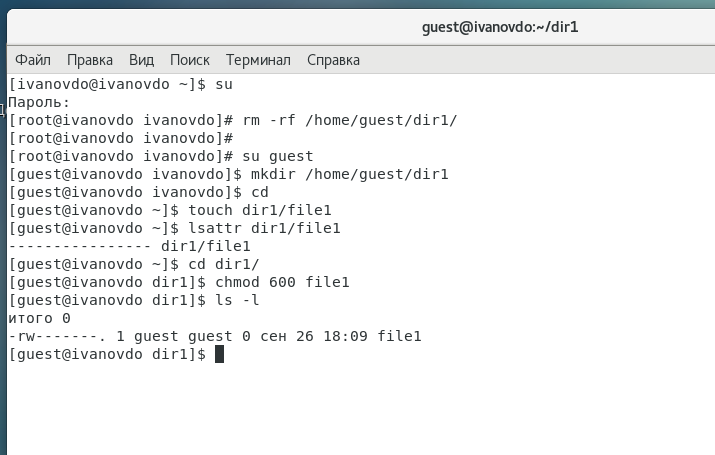 guest@ivanovdo:~/dir1
Файл Правка Вид Поиск Терминал Справка
[ivanovdo@ivanovdo ~]$ su
Пароль:
[root@ivanovdo ivanovdo]# rm -rf /home/guest/dir1/
[root@ivanovdo ivanovdo]#
[root@ivanovdo ivanovdo]# su guest
[guest@ivanovdo ivanovdo]$ mkdir /home/guest/dir1
[guest@ivanovdo ivanovdo]$ cd
[guest@ivanovdo ~]$ touch dir1/file1
[guest@ivanovdo ~]$ lsattr dir1/file1
---------------- dir1/file1
[guest@ivanovdo ~]$ cd dir1/
[guest@ivanovdo dir1]$ chmod 600 file1
[guest@ivanovdo dir1]$ ls -l
итого 0
-rw-------. 1 guest guest 0 сен 26 18:09 file1
[guest@ivanovdo dir1]$